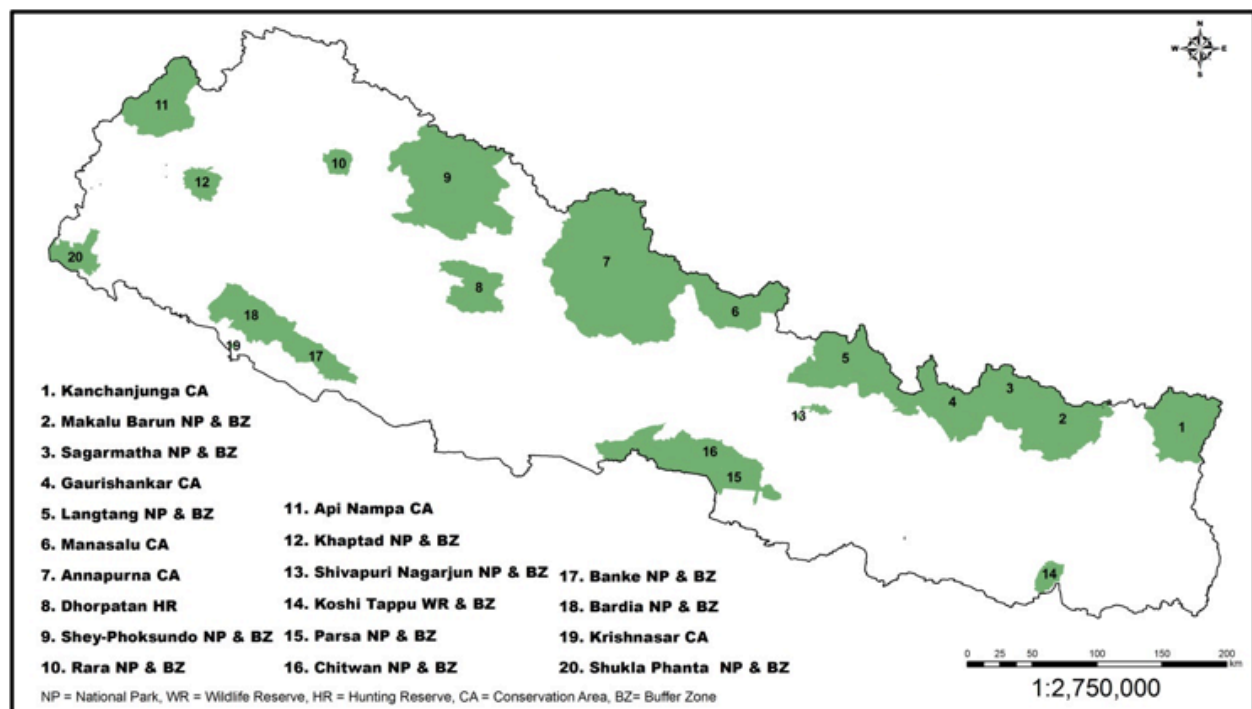 N
W E
S
11
10
12
9
20
7
8
18
6
19
17
5
3
4
2
1
13
16
15
14
1. Kanchanjunga CA
2. Makalu Barun NP & BZ
3. Sagarmatha NP & BZ
4. Gaurishankar CA
5. Langtang NP & BZ
6. Manasalu CA
7. Annapurna CA
8. Dhorpatan HR
9. Shey-Phoksundo NP & BZ
10. Rara NP & BZ
11. Api Nampa CA
12. Khaptad NP & BZ
13. Shivapuri Nagarjun NP & BZ
14. Koshi Tappu WR & BZ
15. Parsa NP & BZ
16. Chitwan NP & BZ
17. Banke NP & BZ
18. Bardia NP & BZ
19. Krishnasar CA
20. Shukla Phanta NP & BZ
0 25 50 100 150 200
km
1:2,750,000
NP = National Park, WR = Wildlife Reserve, HR = Hunting Reserve, CA = Conservation Area, BZ= Buffer Zone